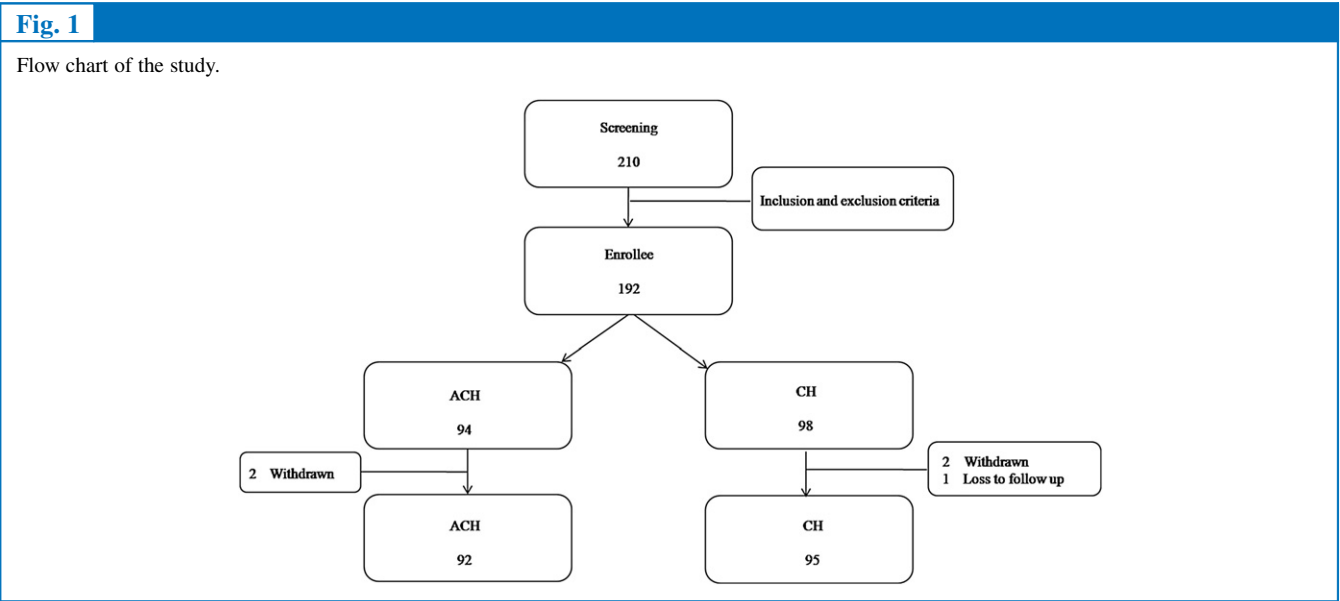 Fig. 1
Flow chart of the study.
Screening
210
Inclusion and exclusion criteria
Enrollee
192
ACH
94
CH
98
2 Withdrawn
2 Withdrawn
1 Loss to follow up
ACH
92
CH
95